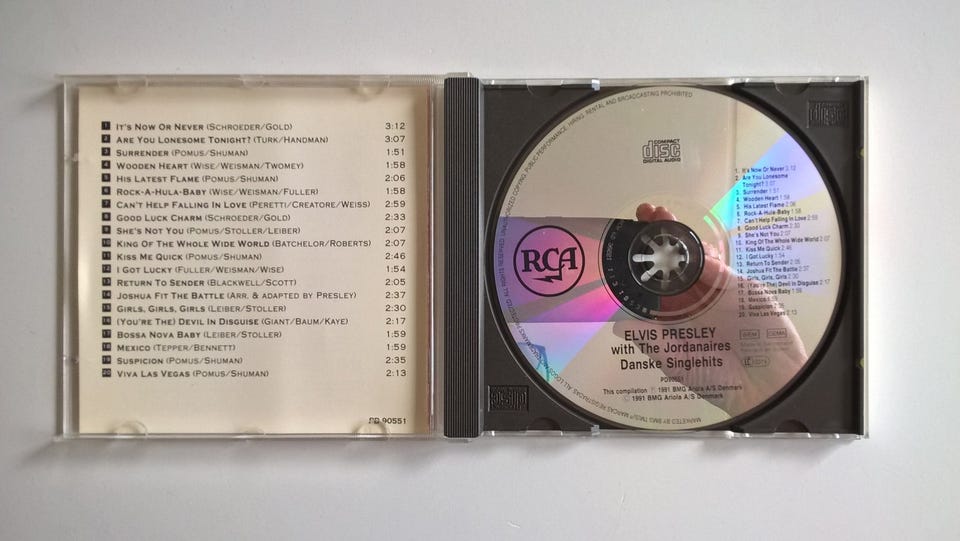 1 IT'S NOW OR NEVER (SCHROEDER/GOLD) 3:12
2 ARE YOU LONESOME TONIGHT? (TURK/HANDMAN) 3:07
3 SURRENDER (POMUS/SHUMAN) 1:51
4 WOODEN HEART (WISE/WEISMAN/TWOMEY) 1:58
5 HIS LATEST FLAME (POMUS/SHUMAN) 2:06
6 ROCK-A-HULA-BABY (WISE/WEISMAN/FULLER) 1:58
7 CAN'T HELP FALLING IN LOVE (PERETTI/CREATORE/WEISS) 2:59
8 GOOD LUCK CHARM (SCHROEDER/GOLD) 2:33
9 SHE'S NOT YOU (POMUS/STOLLER/LEIBER) 2:07
10 KING OF THE WHOLE WIDE WORLD (BATCHELOR/ROBERTS) 2:07
11 KISS ME QUICK (POMUS/SHUMAN) 2:46
12 I GOT LUCKY (FULLER/WEISMAN/WISE) 1:54
13 RETURN TO SENDER (BLACKWELL/SCOTT) 2:05
14 JOSHUA FIT THE BATTLE (ARR. & ADAPTED BY PRESLEY) 2:37
15 GIRLS, GIRLS, GIRLS (LEIBER/STOLLER) 2:30
16 (YOU'RE THE) DEVIL IN DISGUISE (GIANT/BAUM/KAYE) 2:17
17 BOSSA NOVA BABY (LEIBER/STOLLER) 1:59
18 MEXICO (TEPPER/BENNETT) 1:59
19 SUSPICION (POMUS/SHUMAN) 2:35
20 VIVA LAS VEGAS (POMUS/SHUMAN) 2:13
PD 90551
UNAUTHORIZED COPYING, PUBLIC PERFORMANCE, HIRING, RENTAL AND BROADCASTING PROHIBITED
COMPACT
disc
DIGITAL AUDIO
1. It's Now Or Never 3:12
2. Are You Lonesome
Tonight? 3:07
3. Surrender 1:51
4. Wooden Heart 1:58
5. His Latest Flame 2:06
6. Rock-A-Hula-Baby 1:58
7. Can't Help Falling In Love 2:59
8. Good Luck Charm 2:33
9. She's Not You 2:07
10. King Of The Whole Wide World 2:07
11. Kiss Me Quick 2:46
12. I Got Lucky 1:54
13. Return To Sender 2:05
14. Joshua Fit The Battle 2:37
15. Girls, Girls, Girls 2:30
16. (You're The) Devil In Disguise 2:17
17. Bossa Nova Baby 1:59
18. Mexico 1:59
19. Suspicion 2:35
20. Viva Las Vegas 2:13
RCA
ELVIS PRESLEY
with The Jordanaires
Danske Singlehits
PD90551
GEMA
This compilation ℗ 1991 BMG Ariola A/S Denmark
© 1991 BMG Ariola A/S Denmark
disc
disc